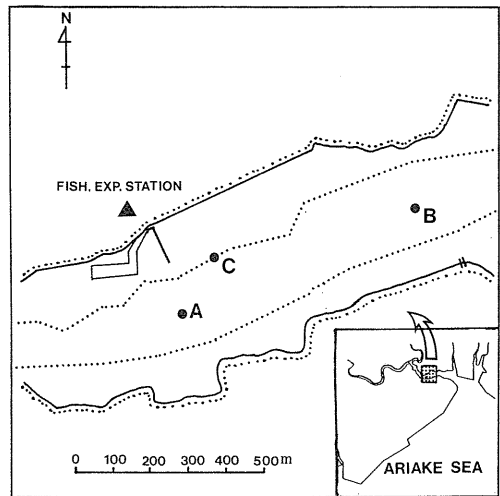 N
FISH. EXP. STATION
B
C
A
0 100 200 300 400 500m
ARIAKE SEA